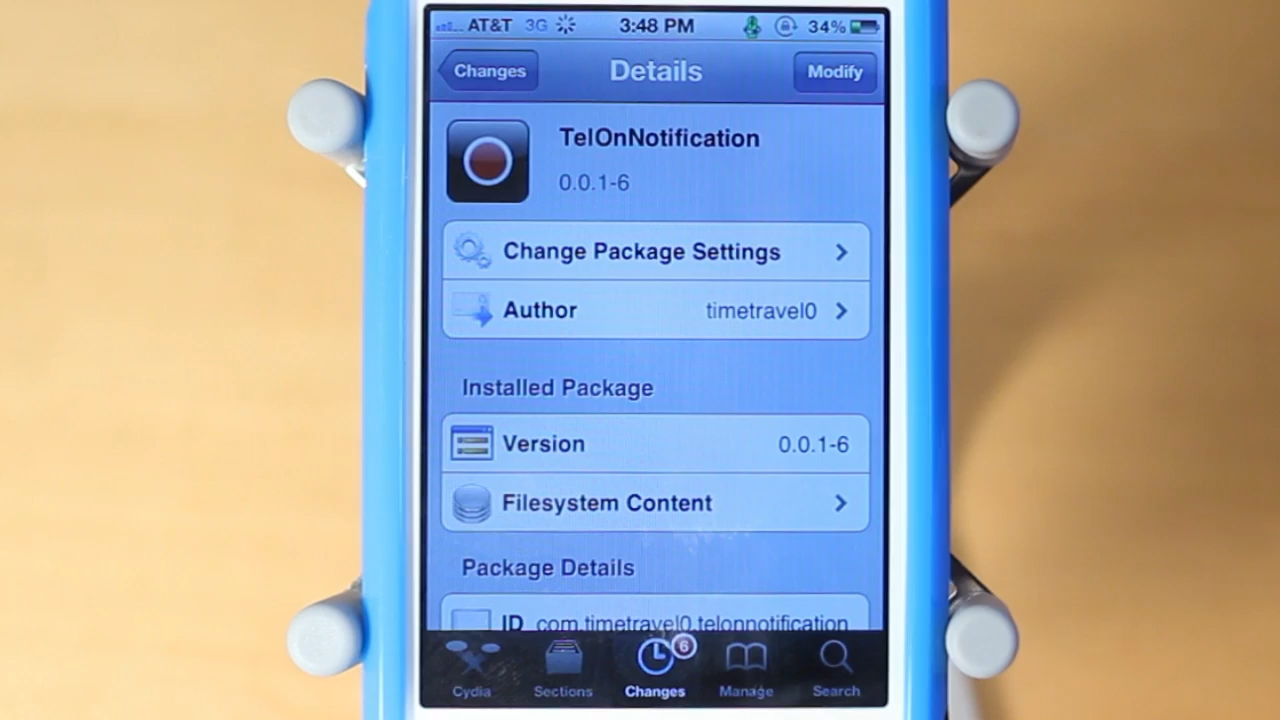 AT&T 3G 3:48 PM 34%
Changes Details Modify
TelOnNotification
0.0.1-6
Change Package Settings
Author timetravel0
Installed Package
Version 0.0.1-6
Filesystem Content
Package Details
ID com.timetravel0.telonnotification
6
Cydia Sections Changes Manage Search